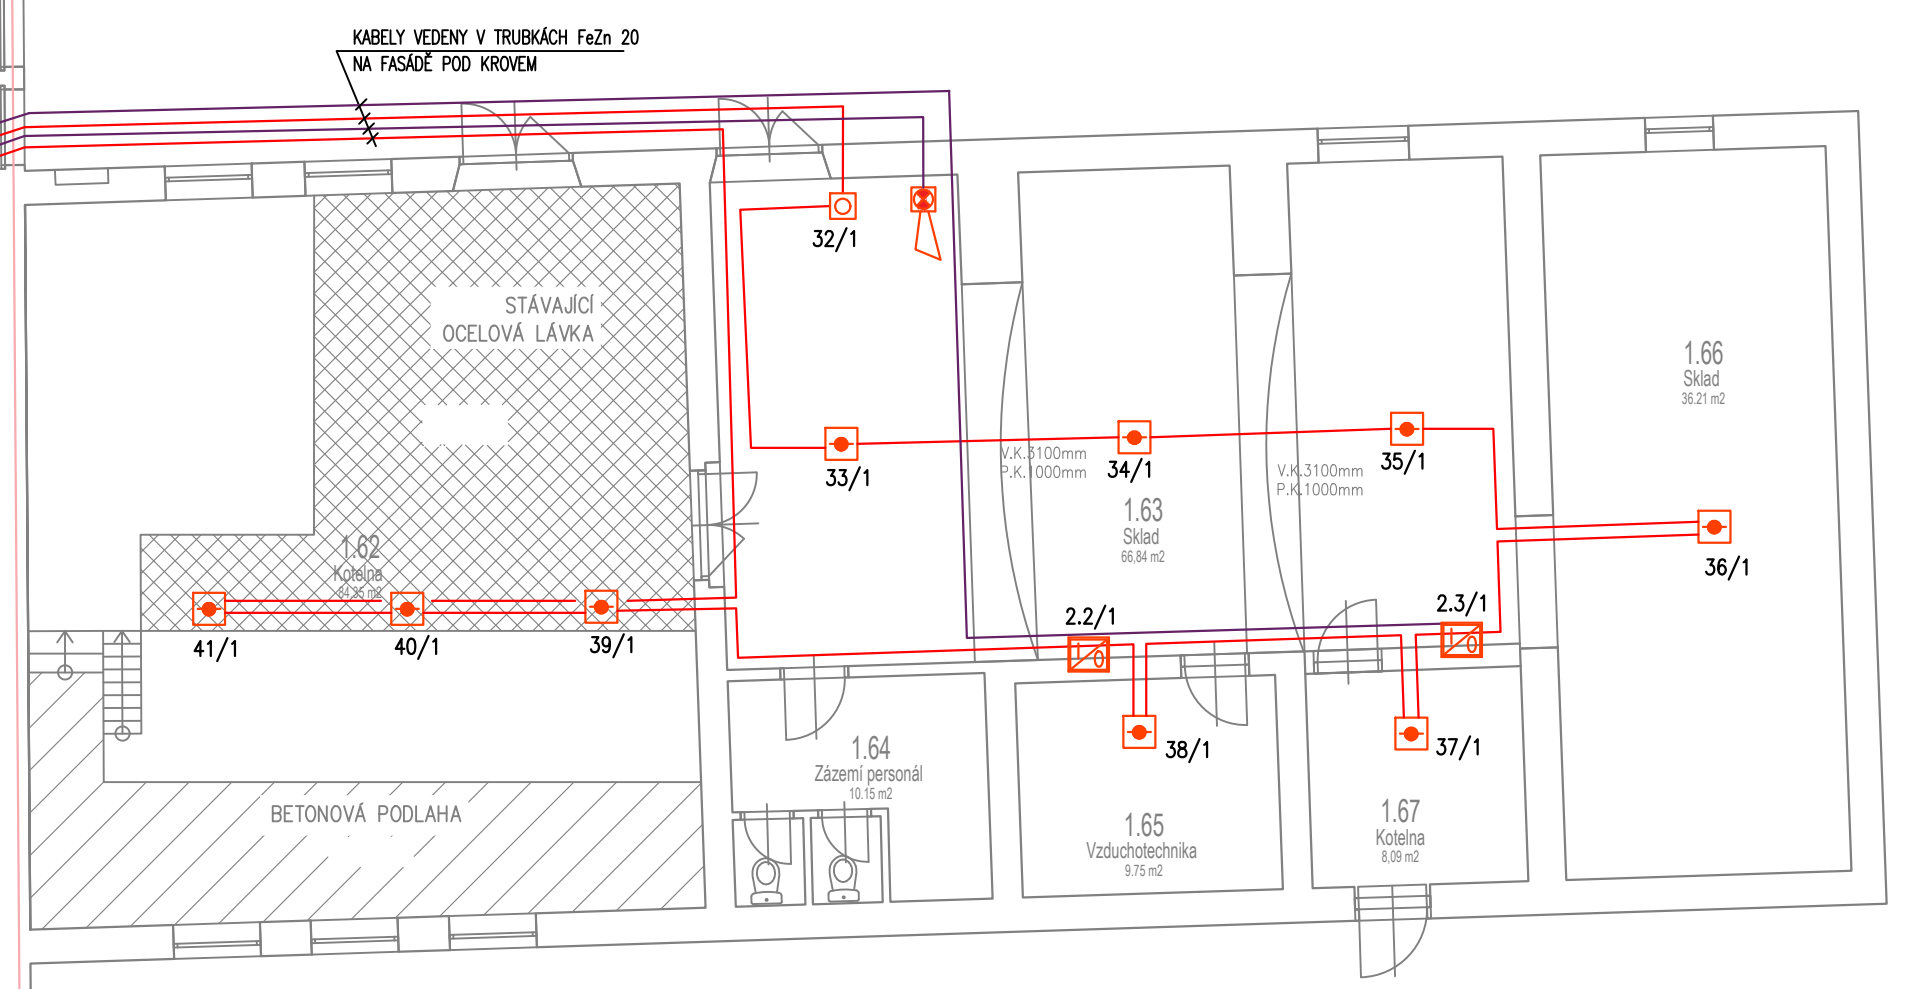 KABELY VEDENY V TRUBKÁCH FeZn 20
NA FASÁDĚ POD KROVEM
32/1
STÁVAJÍCÍ
OCELOVÁ LÁVKA
1.66
Sklad
36.21 m2
33/1
V.K.3100mm
P.K.1000mm
34/1
35/1
V.K.3100mm
P.K.1000mm
1.63
Sklad
66,84 m2
1.62
Kotelna
84,35 m2
36/1
41/1
40/1
39/1
2.2/1
2.3/1
38/1
37/1
1.64
Zázemí personál
10.15 m2
BETONOVÁ PODLAHA
1.65
Vzduchotechnika
9.75 m2
1.67
Kotelna
8,09 m2